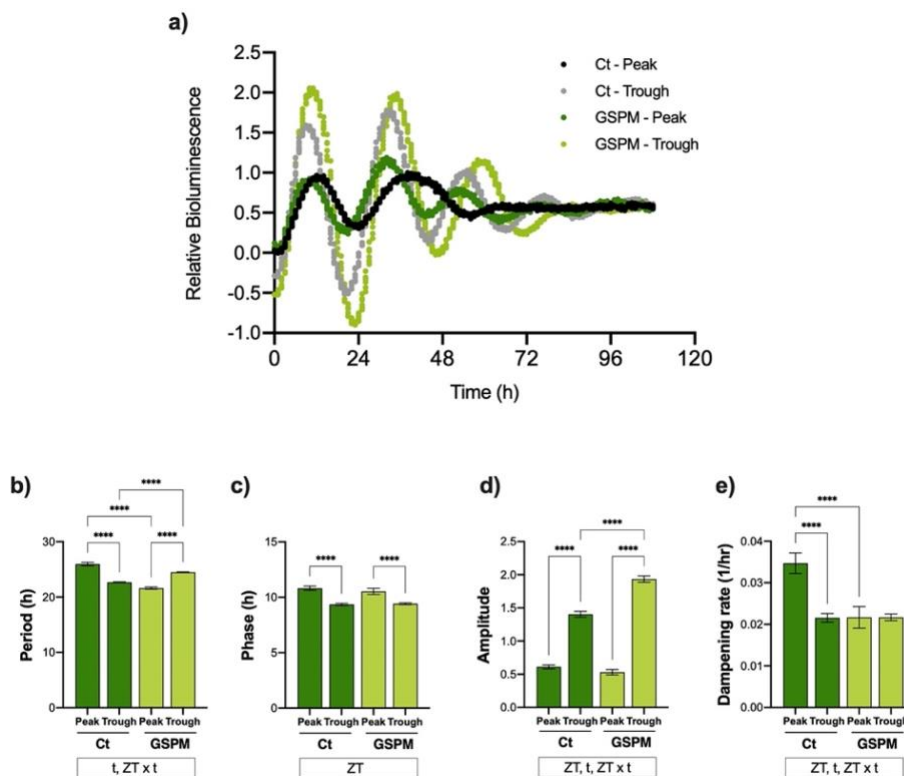 a)
Relative Bioluminescence
2.5
2.0
1.5
1.0
0.5
0.0
-0.5
-1.0
0 24 48 72 96 120
Time (h)
Ct - Peak
Ct - Trough
GSPM - Peak
GSPM - Trough
b)
Period (h)
30
20
10
0
****
**** ****
**** ****
Peak Trough Peak Trough
Ct GSPM
t, ZT x t
c)
Phase (h)
15
10
5
0
**** ****
Peak Trough Peak Trough
Ct GSPM
ZT
d)
Amplitude
2.5
2.0
1.5
1.0
0.5
0.0
****
**** ****
Peak Trough Peak Trough
Ct GSPM
ZT, t, ZT x t
e)
Dampening rate (1/hr)
0.04
0.03
0.02
0.01
0.00
****
****
Peak Trough Peak Trough
Ct GSPM
ZT, t, ZT x t